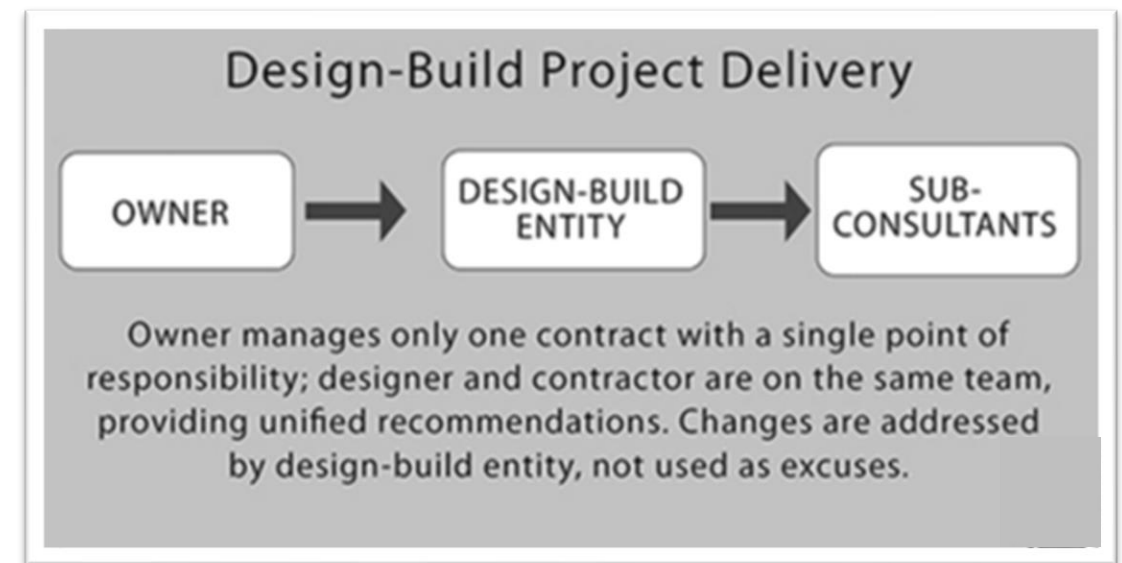 Design-Build Project Delivery
OWNER
DESIGN-BUILD
ENTITY
SUB-
CONSULTANTS
Owner manages only one contract with a single point of
responsibility; designer and contractor are on the same team,
providing unified recommendations. Changes are addressed
by design-build entity, not used as excuses.